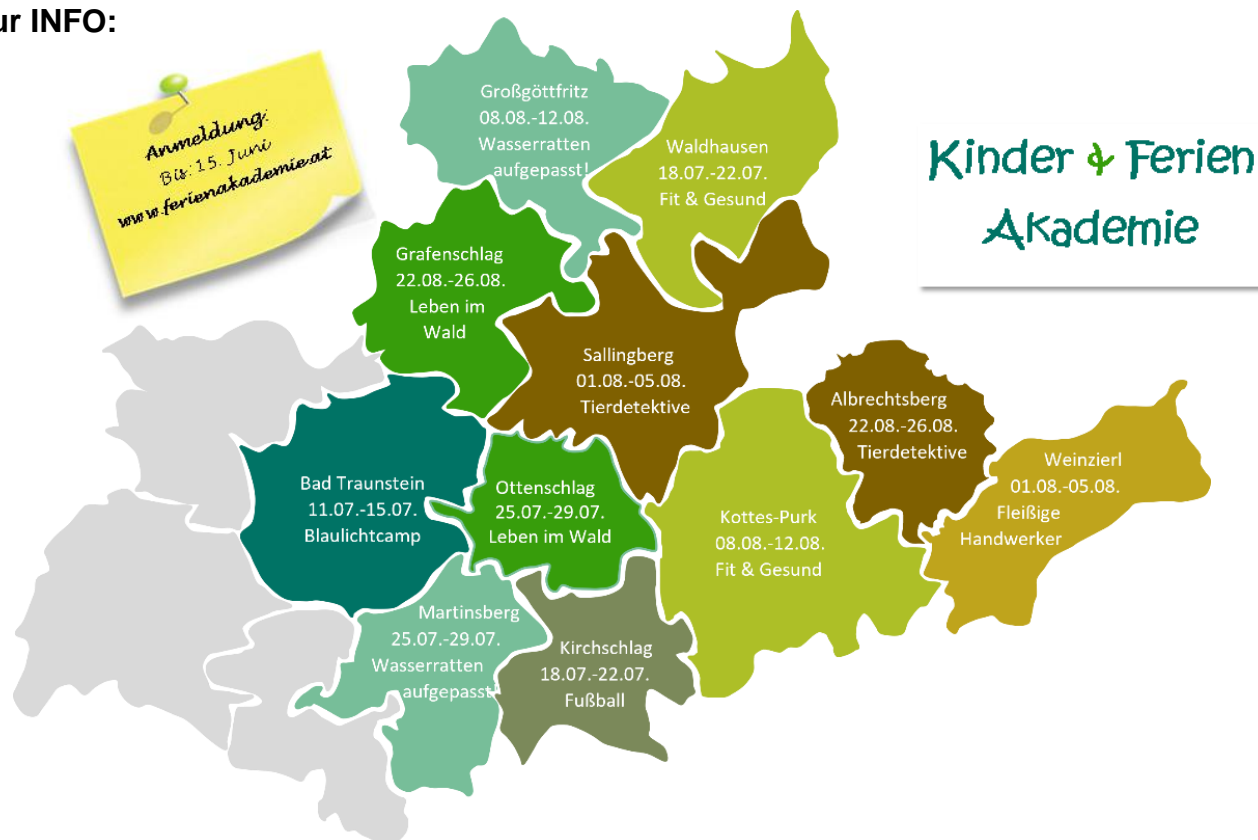 ur INFO:
Anmeldung:
Bis: 15. Juni
www.ferienakademie.at
Kinder & Ferien
Akademie
Großgöttfritz
08.08.-12.08.
Wasserratten
aufgepasst!
Waldhausen
18.07.-22.07.
Fit & Gesund
Grafenschlag
22.08.-26.08.
Leben im
Wald
Sallingberg
01.08.-05.08.
Tierdetektive
Albrechtsberg
22.08.-26.08.
Tierdetektive
Weinzierl
01.08.-05.08.
Fleißige
Handwerker
Bad Traunstein
11.07.-15.07.
Blaulichtcamp
Ottenschlag
25.07.-29.07.
Leben im Wald
Kottes-Purk
08.08.-12.08.
Fit & Gesund
Martinsberg
25.07.-29.07.
Wasserratten
aufgepasst!
Kirchschlag
18.07.-22.07.
Fußball